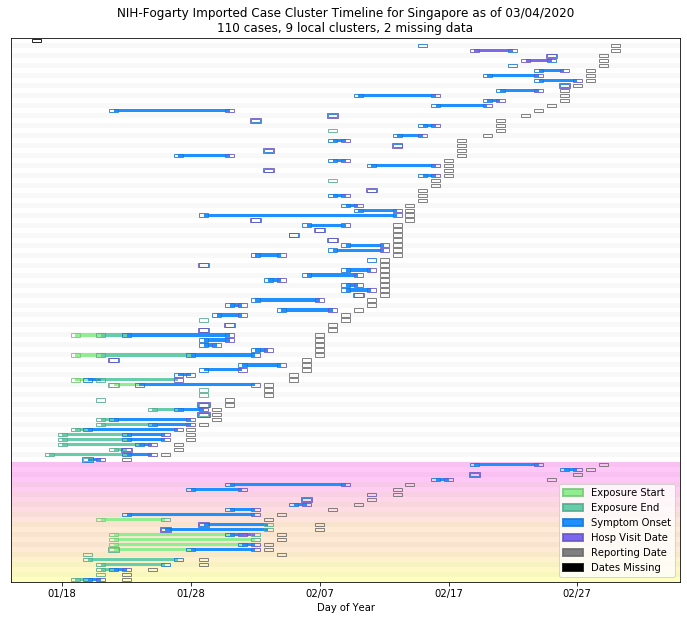 NIH-Fogarty Imported Case Cluster Timeline for Singapore as of 03/04/2020
110 cases, 9 local clusters, 2 missing data
Exposure Start
Exposure End
Symptom Onset
Hosp Visit Date
Reporting Date
Dates Missing
01/18 01/28 02/07 02/17 02/27
Day of Year